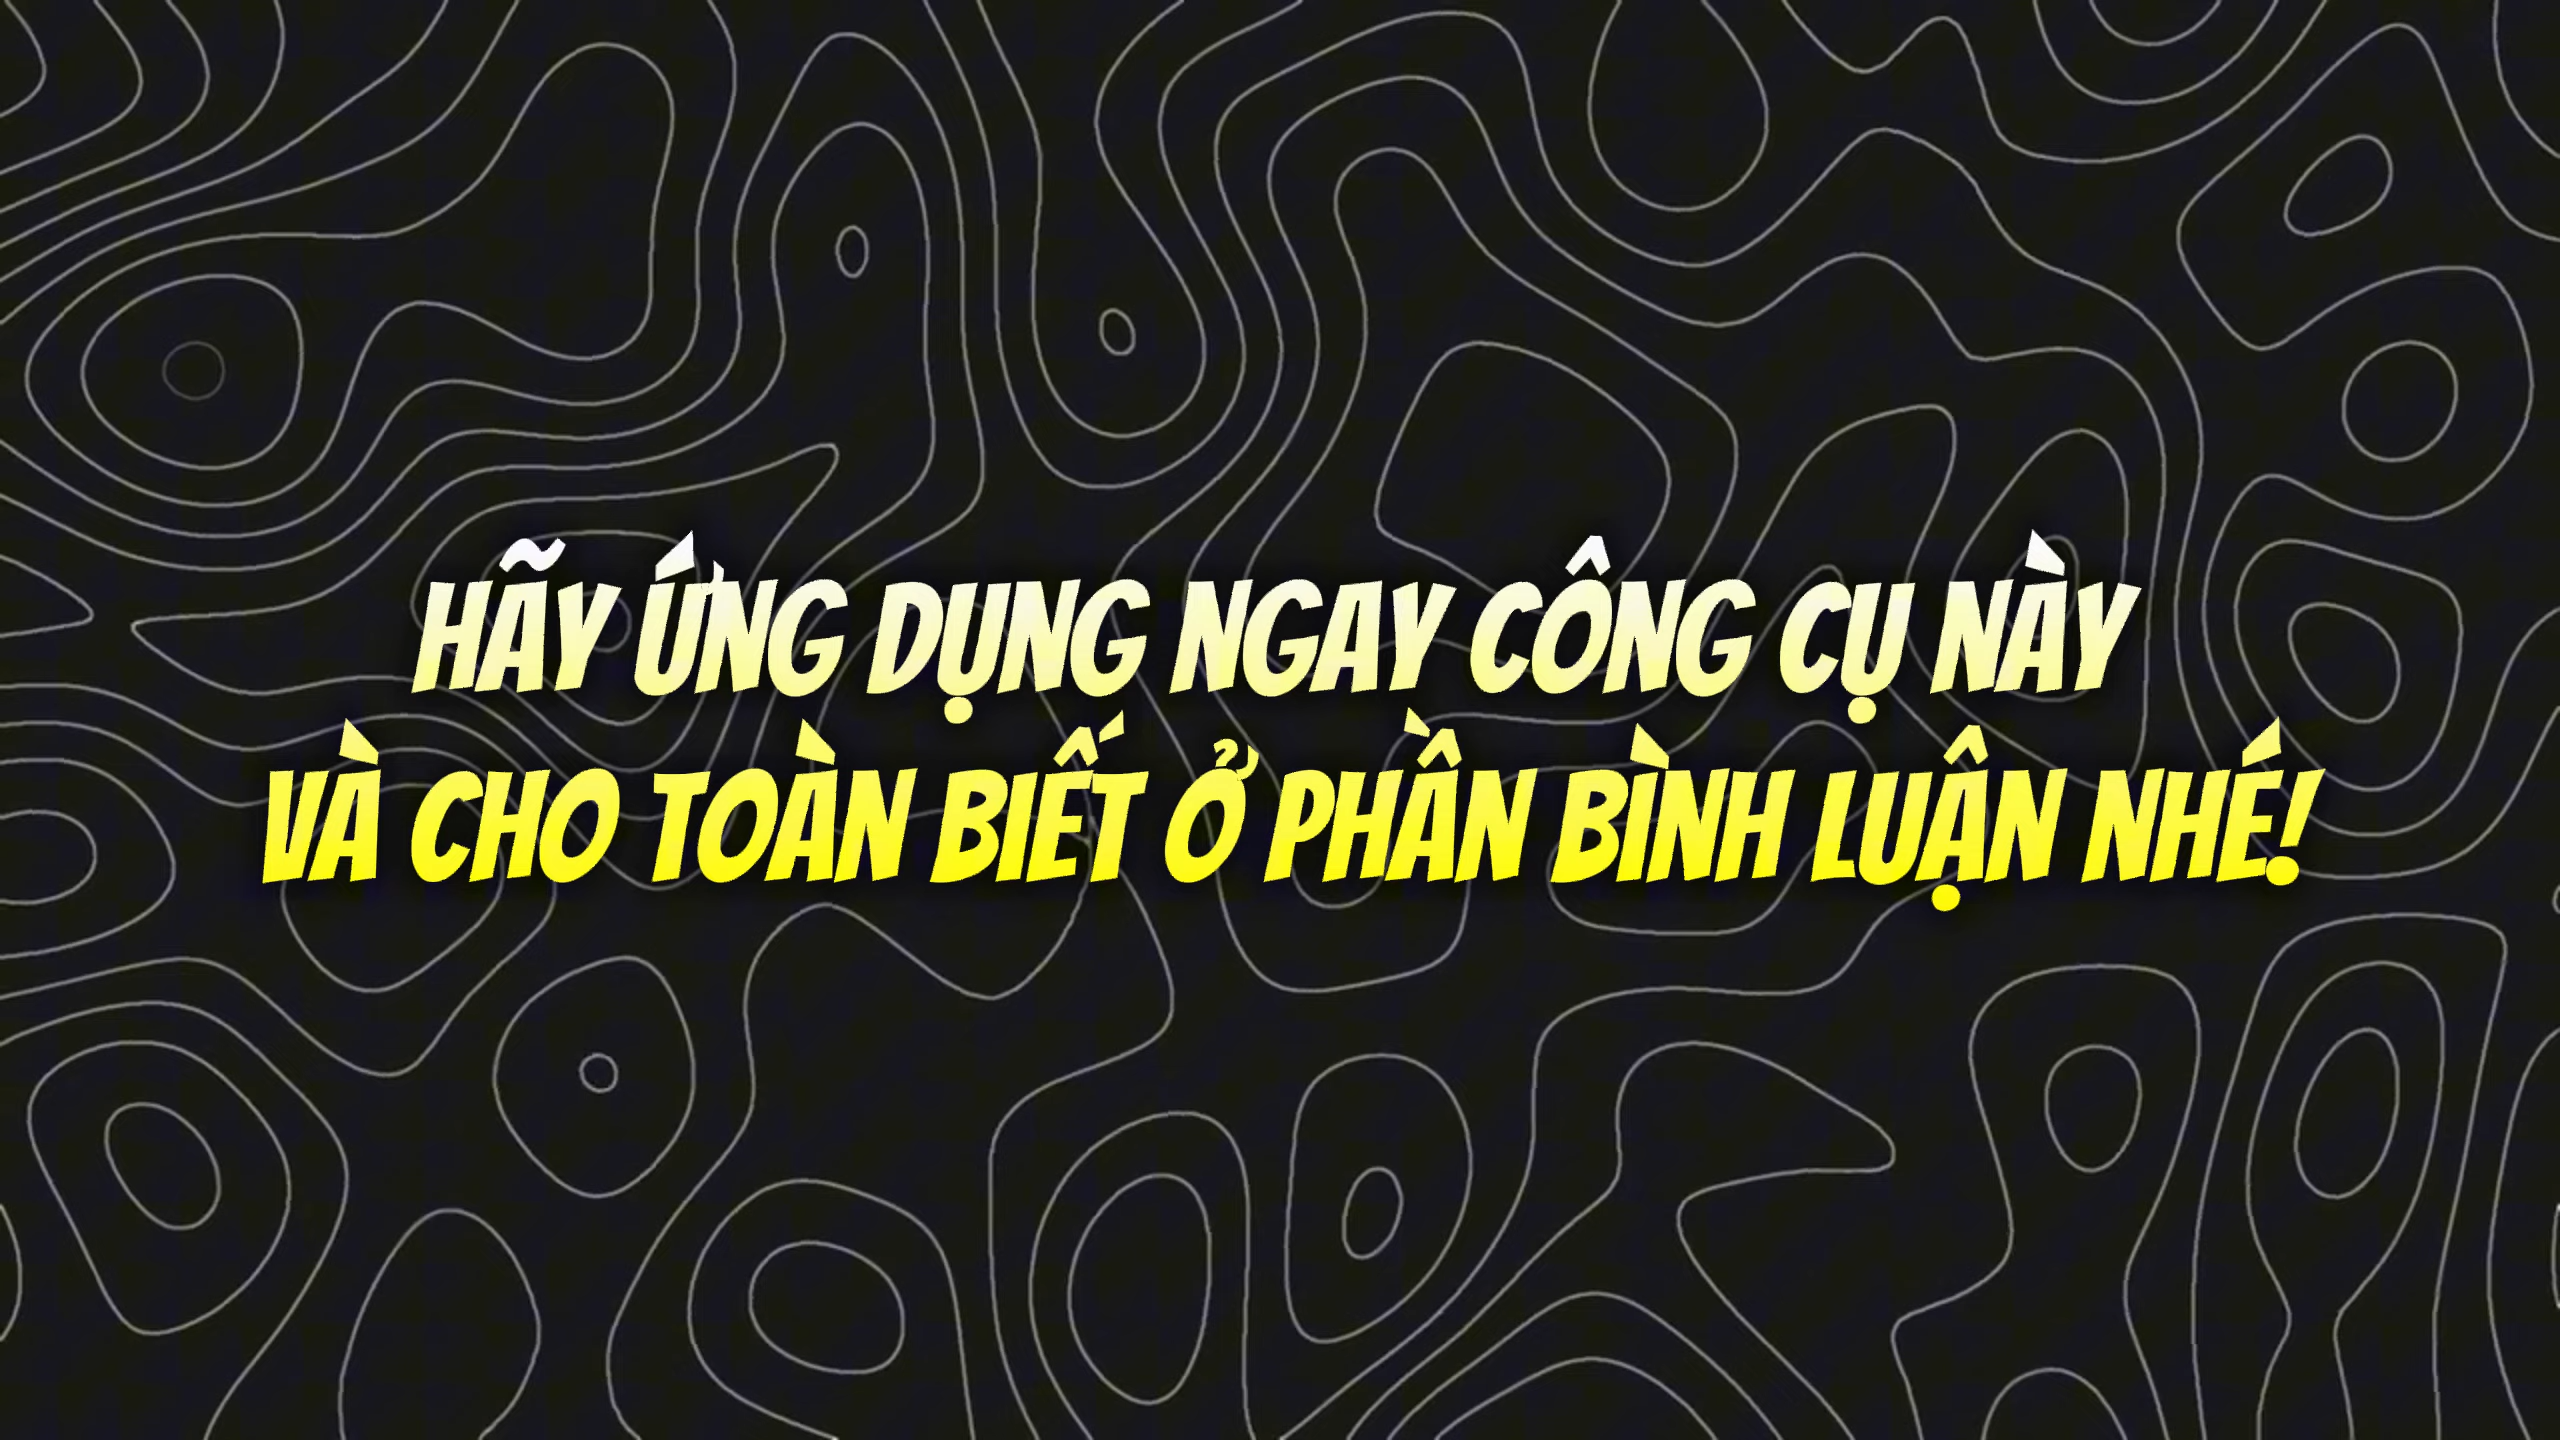 HÃY ỨNG DỤNG NGAY CÔNG CỤ NÀY
VÀ CHO TOÀN BIẾT Ở PHẦN BÌNH LUẬN NHÉ!